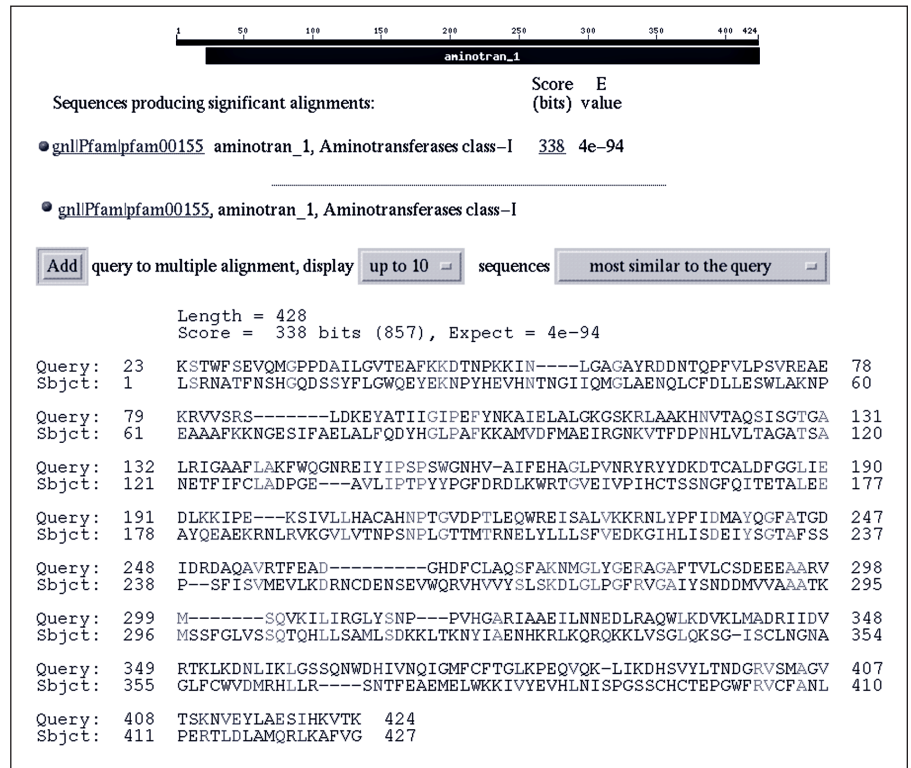 1 50 100 150 200 250 300 350 400 424
aminotran_1
Score E
Sequences producing significant alignments: (bits) value
gnl|Pfam|pfam00155 aminotran_1, Aminotransferases class-I 338 4e-94
gnl|Pfam|pfam00155, aminotran_1, Aminotransferases class-I
Add query to multiple alignment, display up to 10 sequences most similar to the query
Length = 428
Score = 338 bits (857), Expect = 4e-94
Query: 23 KSTWFSEVQMGPPDAILGVTEAFKKDTNPKKIN----LGAGAYRDDNTQPFVLPSVREAE 78
Sbjct: 1 LSRNATFNSHGQDSSYFLGWQEYEKNPYHEVHNTNGIIQMGLAENQLCFDLLESWLAKNP 60
Query: 79 KRVVSRS-------LDKEYATIIGIPEFYNKAIELALGKGSKRLAAKHNVTAQSISGTGA 131
Sbjct: 61 EAAAFKKNGESIFAELALFQDYHGLPAFKKAMVDFMAEIRGNKVTFDPNHLVLTAGATSA 120
Query: 132 LRIGAAFLAKFWQGNREIYIPSPSWGNHV-AIFEHAGLPVNRYRYYDKDTCALDFGGLIE 190
Sbjct: 121 NETFIFCLADPGE---AVLIPTPYYPGFDRDLKWRTGVEIVPIHCTSSNGFQITETALEE 177
Query: 191 DLKKIPE---KSIVLLHACAHNPTGVDPTLEQWREISALVKKRNLYPFIDMAYQGFATGD 247
Sbjct: 178 AYQEAEKRNLRVKGVLVTNPSNPLGTTMTRNELYLLLSFVEDKGIHLISDEIYSGTAFSS 237
Query: 248 IDRDAQAVRTFEAD----------GHDFCLAQSFAKNMGLYGERAGAFTVLCSDEEEAARV 298
Sbjct: 238 P--SFISVMEVLKDRNCDENSEVWQRVHVVYSLSKDLGLPGFRVGAIYSNDDMVVAAATK 295
Query: 299 M--------SQVKILIRGLYSNP---PVHGARIAAEILNNEDLRAQWLKDVKLMADRIIDV 348
Sbjct: 296 MSSFGLVSSQTQHLLSAMLSDKKLTKNYIAENHKRLKQRQKKLVSGLQKSG-ISCLNGNA 354
Query: 349 RTKLKDNLIKLGSSQNWDHIVNQIGMFCFTGLKPEQVQK-LIKDHSVYLTNDGRVSMAGV 407
Sbjct: 355 GLFCWVDMRHLLR----SNTFEAEMELWKKIVYEVHLNISPGSSCHCTEPGWFRVCFANL 410
Query: 408 TSKNVEYLAESIHKVTK 424
Sbjct: 411 PERTLDLAMQRLKAFVG 427